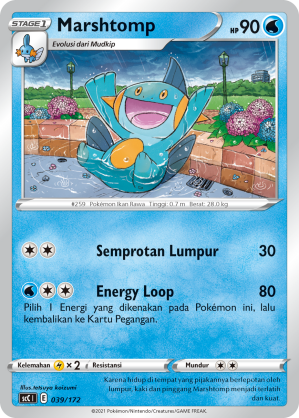 STAGE 1 Marshtomp HP 90
Evolusi dari Mudkip
#259 Pokémon Ikan Rawa Tinggi: 0.7 m Berat: 28.0 kg
Semprotan Lumpur 30
Energy Loop 80
Pilih 1 Energi yang dikenakan pada Pokémon ini, lalu
kembalikan ke Kartu Pegangan.
Kelemahan ×2 Resistansi Mundur
Illus. tetsuya koizumi
SC1 I E 039/172
Karena hidup di tempat yang pijakannya berlepotan oleh
lumpur, kaki dan pinggang Marshtomp menjadi terlatih
dan kuat.
©2021 Pokémon/Nintendo/Creatures/GAME FREAK